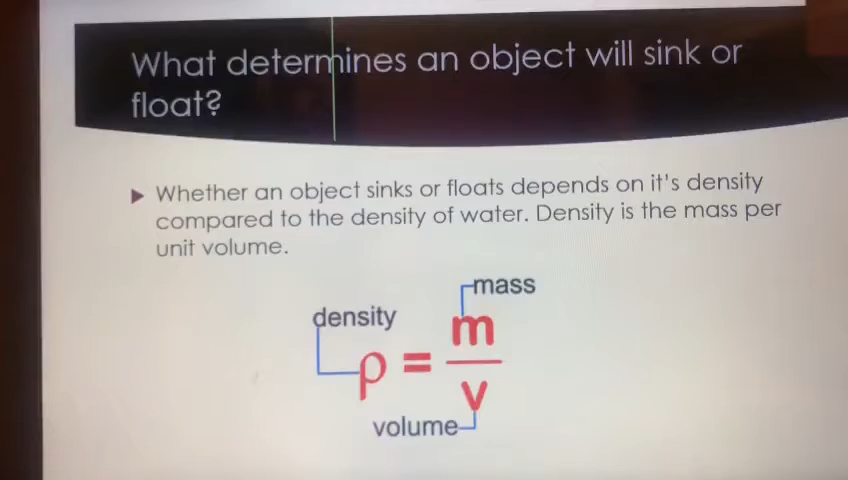 What determines an object will sink or
float?
Whether an object sinks or floats depends on it's density
compared to the density of water. Density is the mass per
unit volume.
mass
density
m
ρ =
v
volume